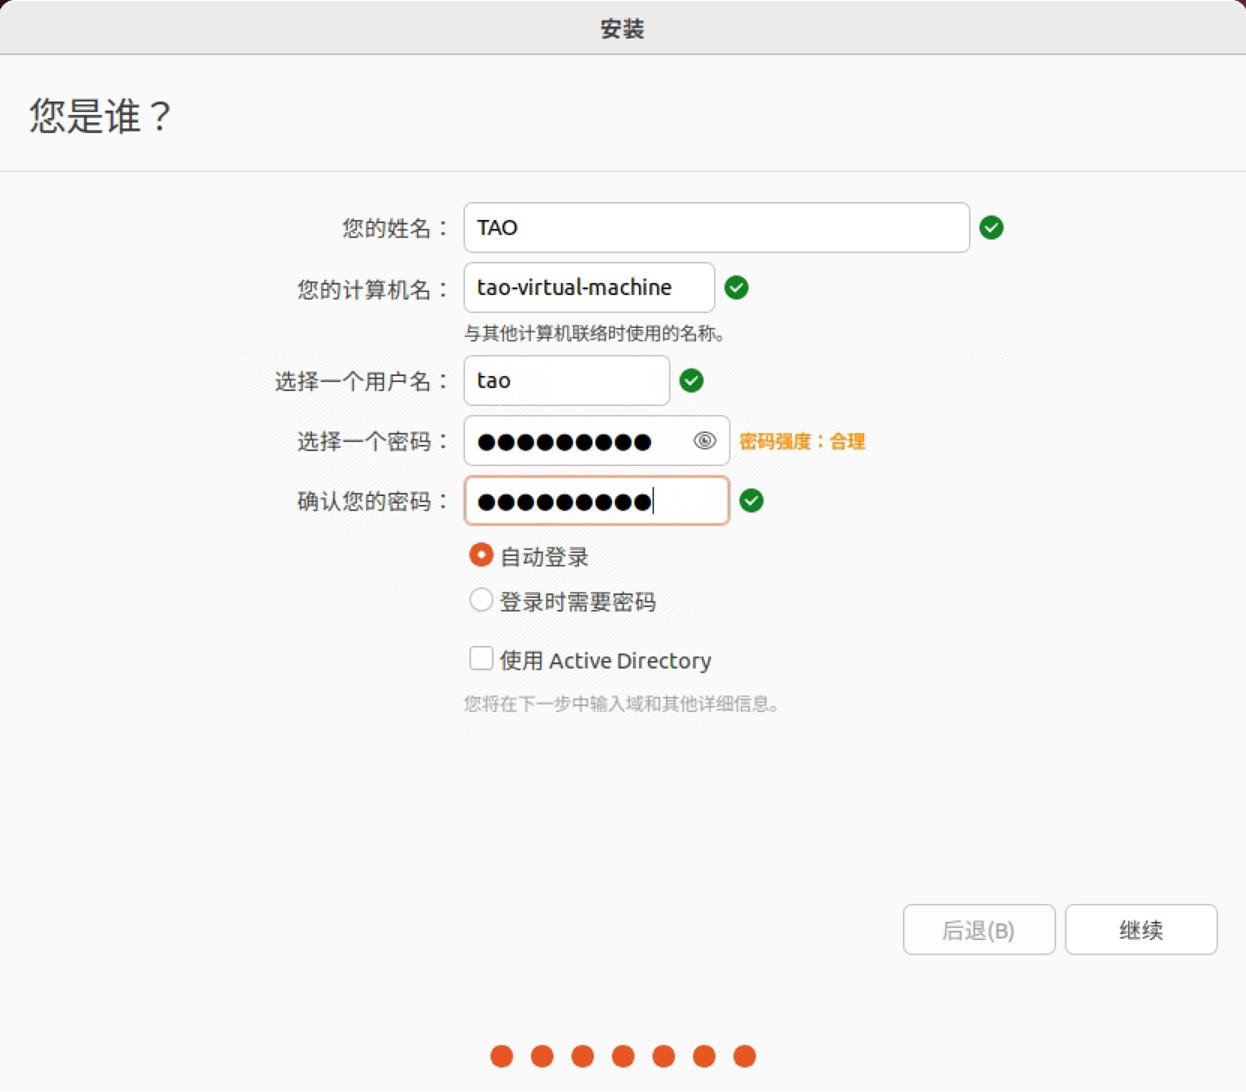 安装
您是谁？
您的姓名： TAO
您的计算机名： tao-virtual-machine
与其他计算机联络时使用的名称。
选择一个用户名： tao
选择一个密码： ●●●●●●●●● 密码强度：合理
确认您的密码： ●●●●●●●●●
自动登录
登录时需要密码
使用 Active Directory
您将在下一步中输入域和其他详细信息。
后退(B) 继续